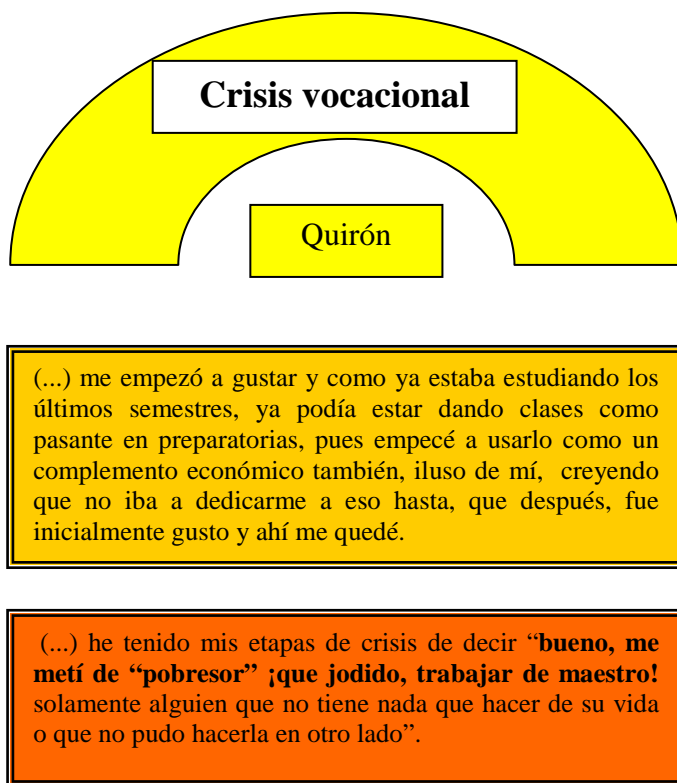 Crisis vocacional
Quirón
(...) me empezó a gustar y como ya estaba estudiando los
últimos semestres, ya podía estar dando clases como
pasante en preparatorias, pues empecé a usarlo como un
complemento económico también, iluso de mí, creyendo
que no iba a dedicarme a eso hasta, que después, fue
inicialmente gusto y ahí me quedé.
(...) he tenido mis etapas de crisis de decir “bueno, me
metí de “pobresor” ¡que jodido, trabajar de maestro!
solamente alguien que no tiene nada que hacer de su vida
o que no pudo hacerla en otro lado”.